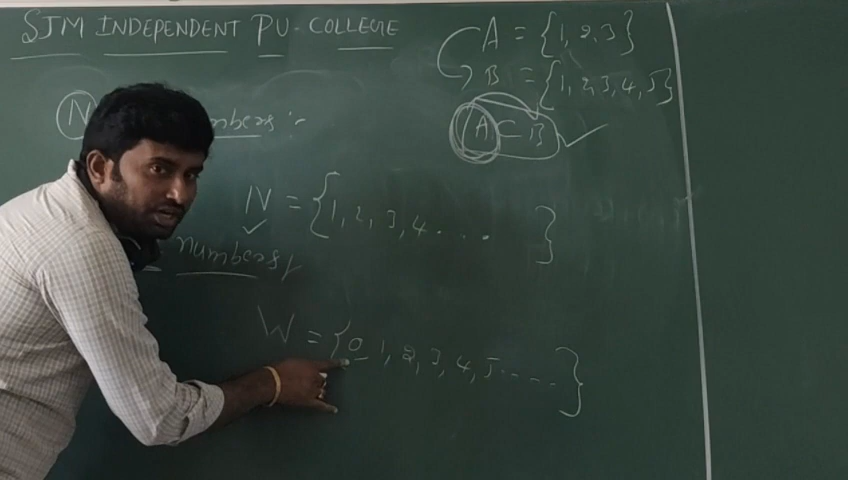 SJM INDEPENDENT PU-COLLEGE
A = {1, 2, 3}
B = {1, 2, 3, 4, 5}
A ⊂ B
N
N = {1, 2, 3, 4 . . . . }
numbers
W = {0 1, 2, 3, 4, 5 . . . . }